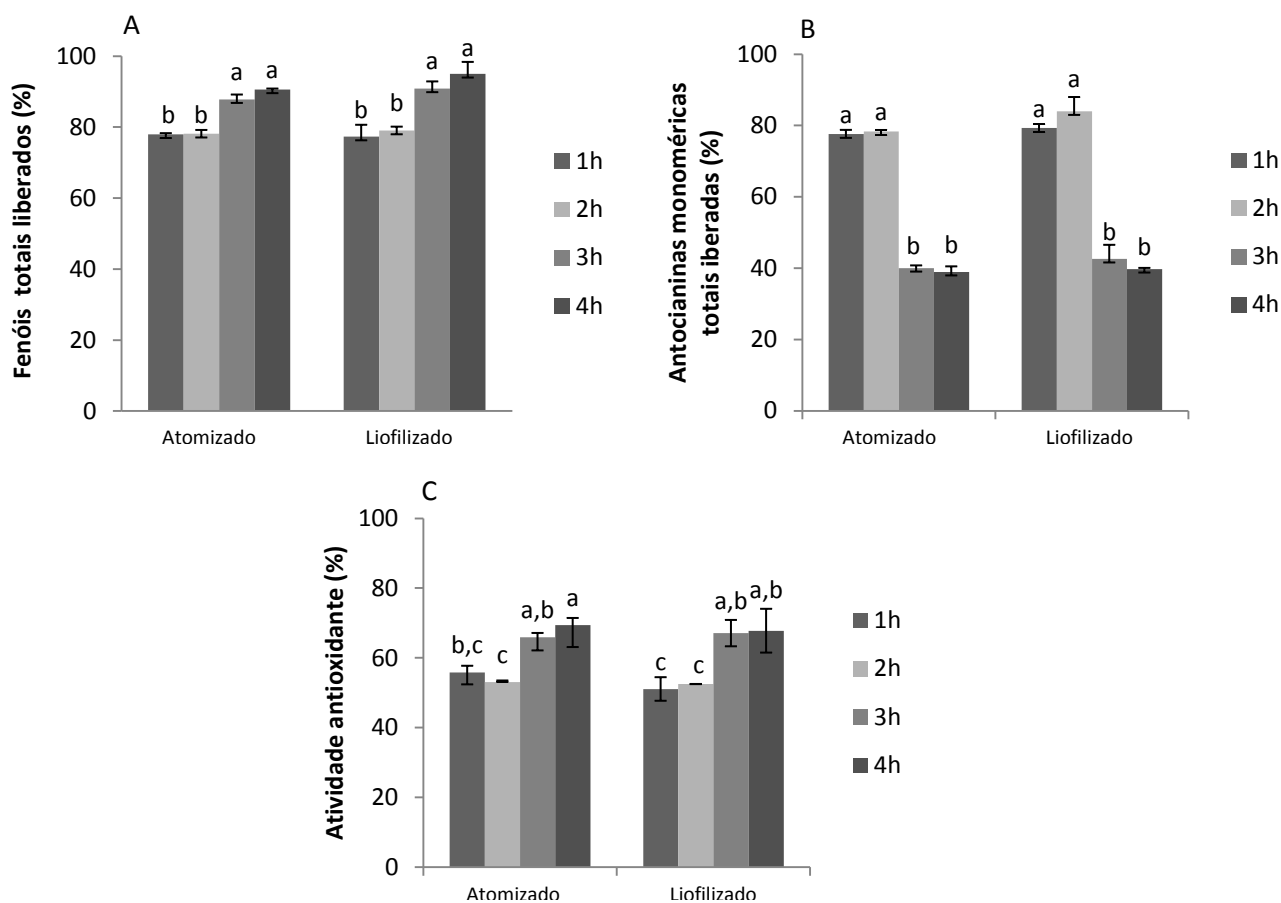 A
Fenóis totais liberados (%)
100
80
60
40
20
0
b b a a
b b a a
Atomizado Liofilizado
1h
2h
3h
4h
B
Antocianinas monoméricas
totais iberadas (%)
100
80
60
40
20
0
a a b b
a a b b
Atomizado Liofilizado
1h
2h
3h
4h
C
Atividade antioxidante (%)
100
80
60
40
20
0
b,c c a,b a
c c a,b a,b
Atomizado Liofilizado
1h
2h
3h
4h